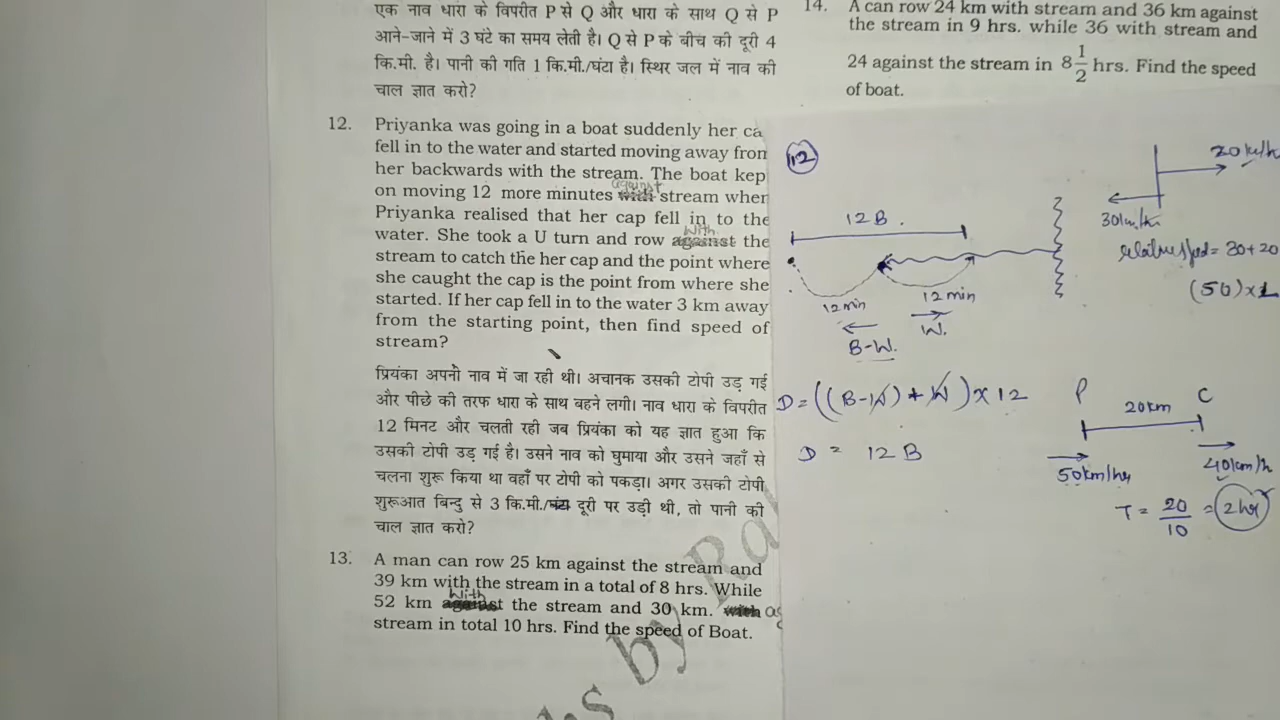 एक नाव धारा के विपरीत P से Q और धारा के साथ Q से P
आने-जाने में 3 घंटे का समय लेती है। Q से P के बीच की दूरी 4
कि.मी. है। पानी की गति 1 कि.मी./घंटा है। स्थिर जल में नाव की
चाल ज्ञात करो?
12. Priyanka was going in a boat suddenly her ca
fell in to the water and started moving away fron
her backwards with the stream. The boat kep
on moving 12 more minutes against stream when
Priyanka realised that her cap fell in to the
water. She took a U turn and row with the
stream to catch the her cap and the point where
she caught the cap is the point from where she
started. If her cap fell in to the water 3 km away
from the starting point, then find speed of
stream?
प्रियंका अपनी नाव में जा रही थी। अचानक उसकी टोपी उड़ गई
और पीछे की तरफ धारा के साथ बहने लगी। नाव धारा के विपरीत
12 मिनट और चलती रही जब प्रियंका को यह ज्ञात हुआ कि
उसकी टोपी उड़ गई है। उसने नाव को घुमाया और उसने जहाँ से
चलना शुरू किया था वहाँ पर टोपी को पकड़ा। अगर उसकी टोपी
शुरूआत बिन्दु से 3 कि.मी./घंटा दूरी पर उड़ी थी, तो पानी की
चाल ज्ञात करो?
13. A man can row 25 km against the stream and
39 km with the stream in a total of 8 hrs. While
52 km with the stream and 30 km. with ag
stream in total 10 hrs. Find the speed of Boat.
14. A can row 24 km with stream and 36 km against
the stream in 9 hrs. while 36 with stream and
24 against the stream in 8 1/2 hrs. Find the speed
of boat.
12
20 km/h
30 km/h
relative speed = 30+20
(50)×1
12B.
12 min
12 min
B-W.
W.
D = ((B-W) + W) × 12
D = 12 B
P
C
20km
50km/hr
40km/h
T = 20/10 = 2 hr
by Ra